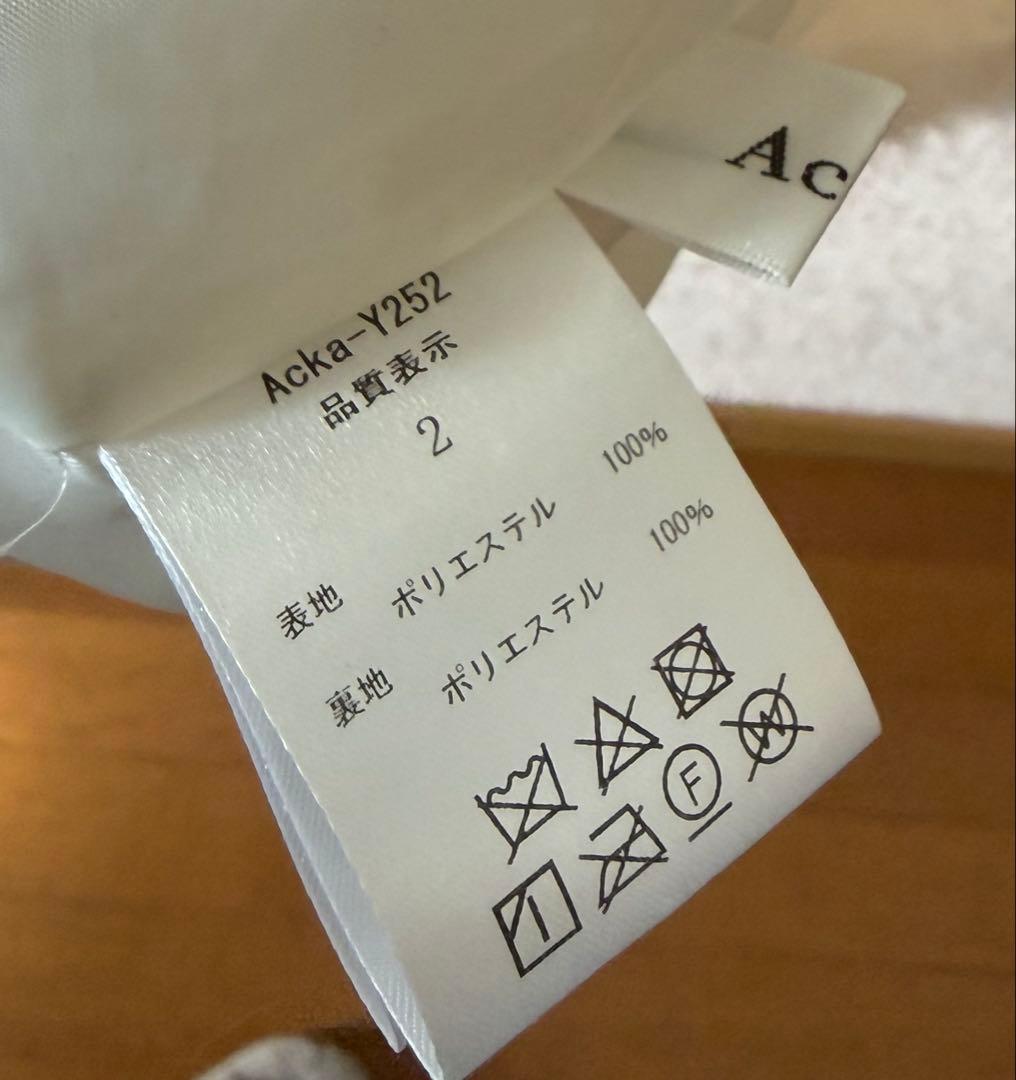 Ac
Acka-Y252
品質表示
2
表地 ポリエステル 100%
裏地 ポリエステル 100%
F
W